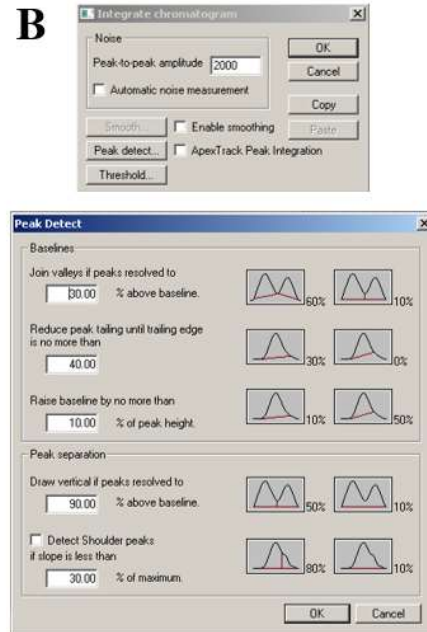 B
Integrate chromatogram
Noise
Peak-to-peak amplitude 2000
Automatic noise measurement
OK
Cancel
Copy
Paste
Smooth...
Enable smoothing
Peak detect...
ApexTrack Peak Integration
Threshold...
Peak Detect
Baselines
Join valleys if peaks resolved to
30.00 % above baseline.
60% 10%
Reduce peak tailing until trailing edge
is no more than
40.00
30% 0%
Raise baseline by no more than
10.00 % of peak height.
10% 50%
Peak separation
Draw vertical if peaks resolved to
90.00 % above baseline.
50% 10%
Detect Shoulder peaks
if slope is less than
30.00 % of maximum.
80% 10%
OK Cancel